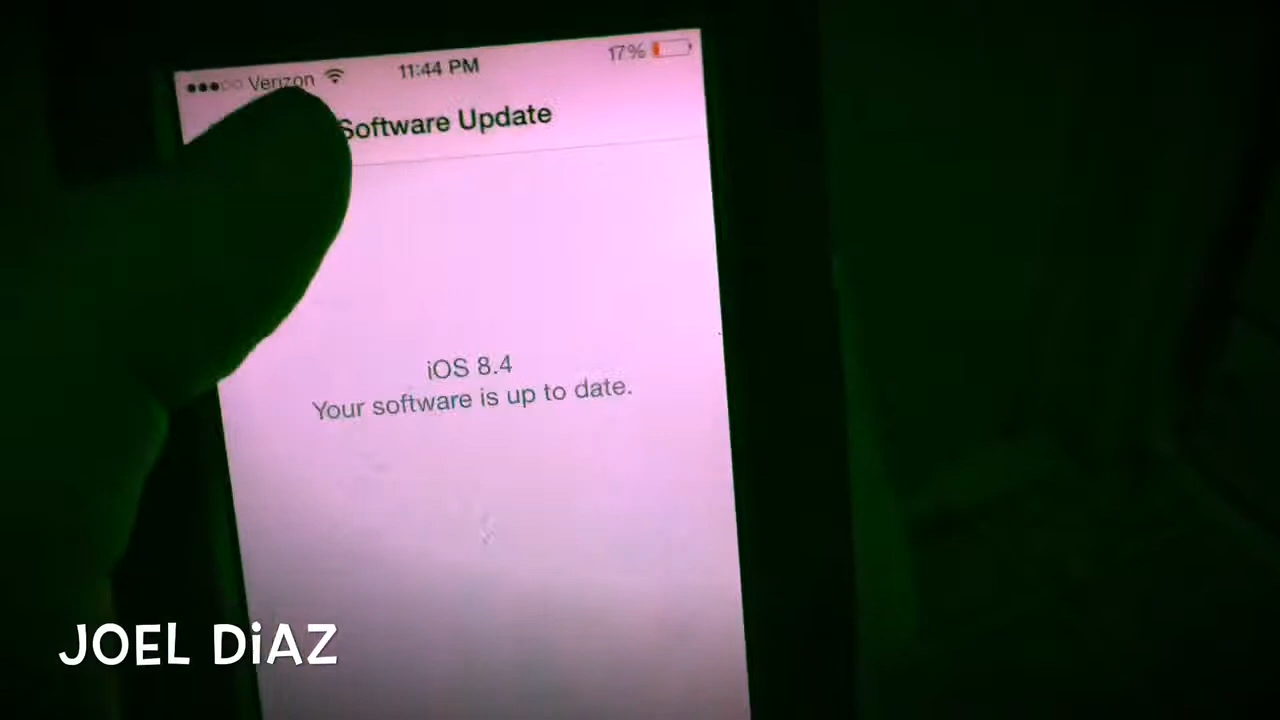 Verizon 11:44 PM 17%
Software Update
iOS 8.4
Your software is up to date.
JOEL DiAZ